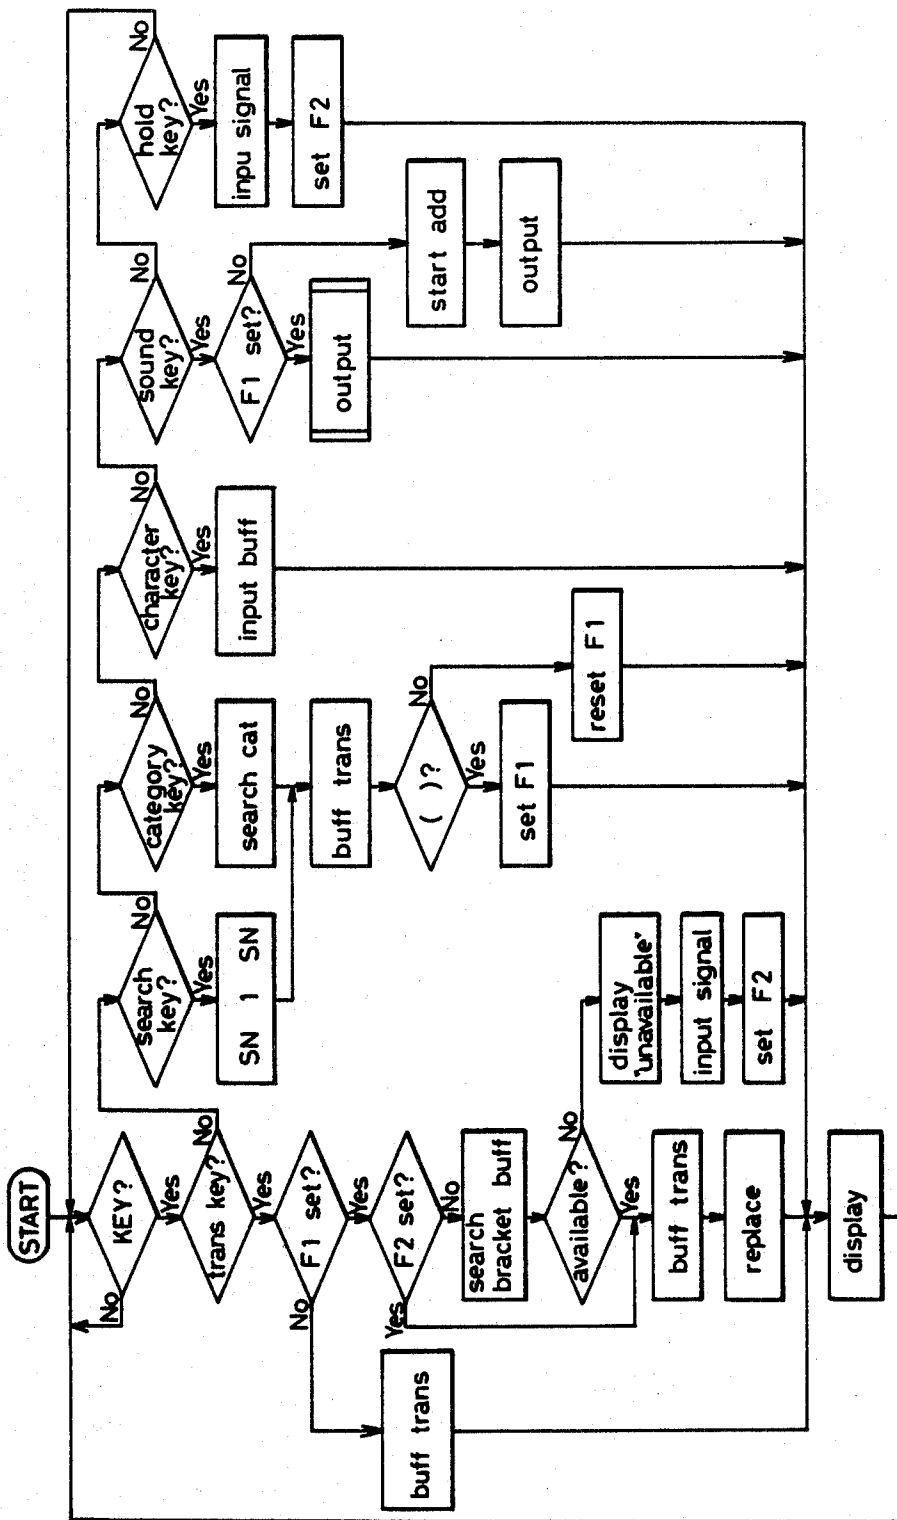 START
KEY?
No
Yes
trans key?
No
Yes
F1 set?
No
Yes
F2 set?
Yes
No
search
bracket buff
available?
No
Yes
buff trans
replace
display
buff trans
display
"unavailable"
input signal
set F2
search
key?
No
Yes
SN 1 SN
category
key?
No
Yes
search cat
buff trans
( )?
No
Yes
set F1
reset F1
character
key?
No
Yes
input buff
sound
key?
No
Yes
F1 set?
No
Yes
output
start add
output
hold
key?
No
Yes
inpu signal
set F2